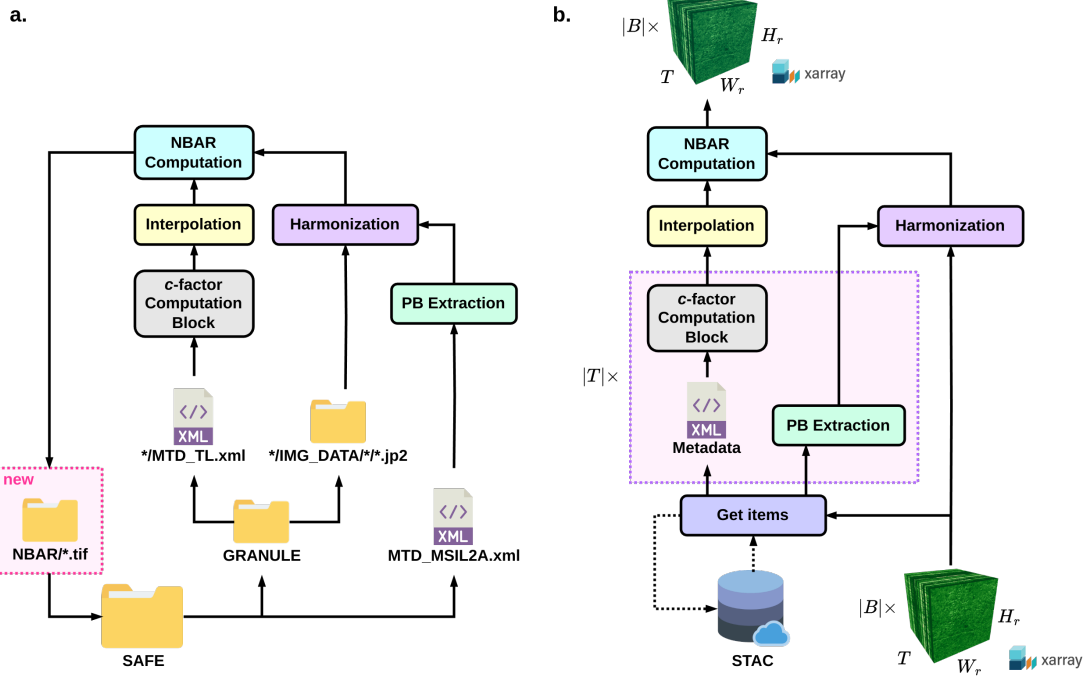 a.
NBAR
Computation
Interpolation
Harmonization
c-factor
Computation
Block
PB Extraction
</>
XML
*/MTD_TL.xml
*/IMG_DATA/*/*.jp2
new
NBAR/*.tif
GRANULE
</>
XML
MTD_MSIL2A.xml
SAFE
b.
|B|×
H_r
T
W_r
xarray
NBAR
Computation
Interpolation
Harmonization
c-factor
Computation
Block
|T|×
</>
XML
Metadata
PB Extraction
Get items
STAC
|B|×
H_r
T
W_r
xarray